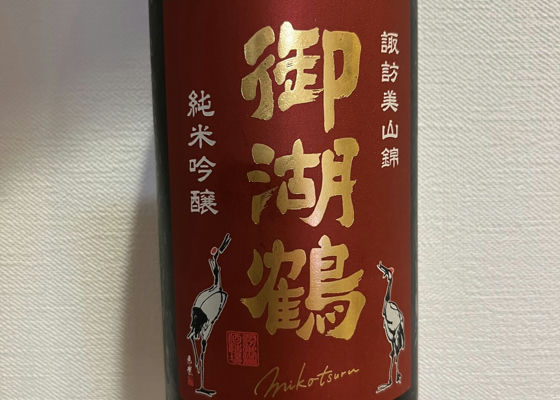 諏訪美山錦
御湖鶴
純米吟醸
mikotsuru